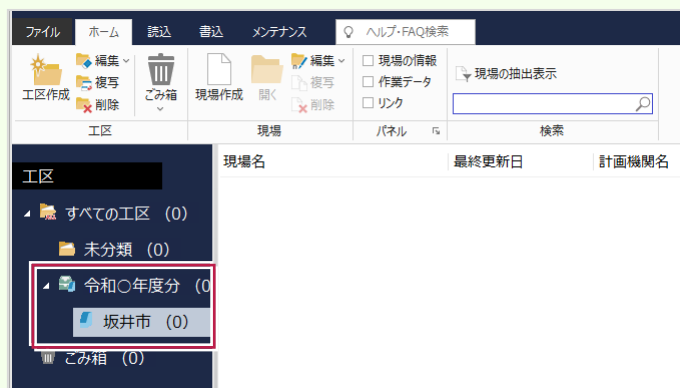 ファイル ホーム 読込 書込 メンテナンス ヘルプ・FAQ検索
工区作成 編集 複写 削除 ごみ箱
現場作成 開く 編集 複写 削除
現場の情報
作業データ
リンク
現場の抽出表示
工区 現場 パネル 検索
工区
すべての工区 (0)
未分類 (0)
令和○年度分 (0
坂井市 (0)
ごみ箱 (0)
現場名 最終更新日 計画機関名